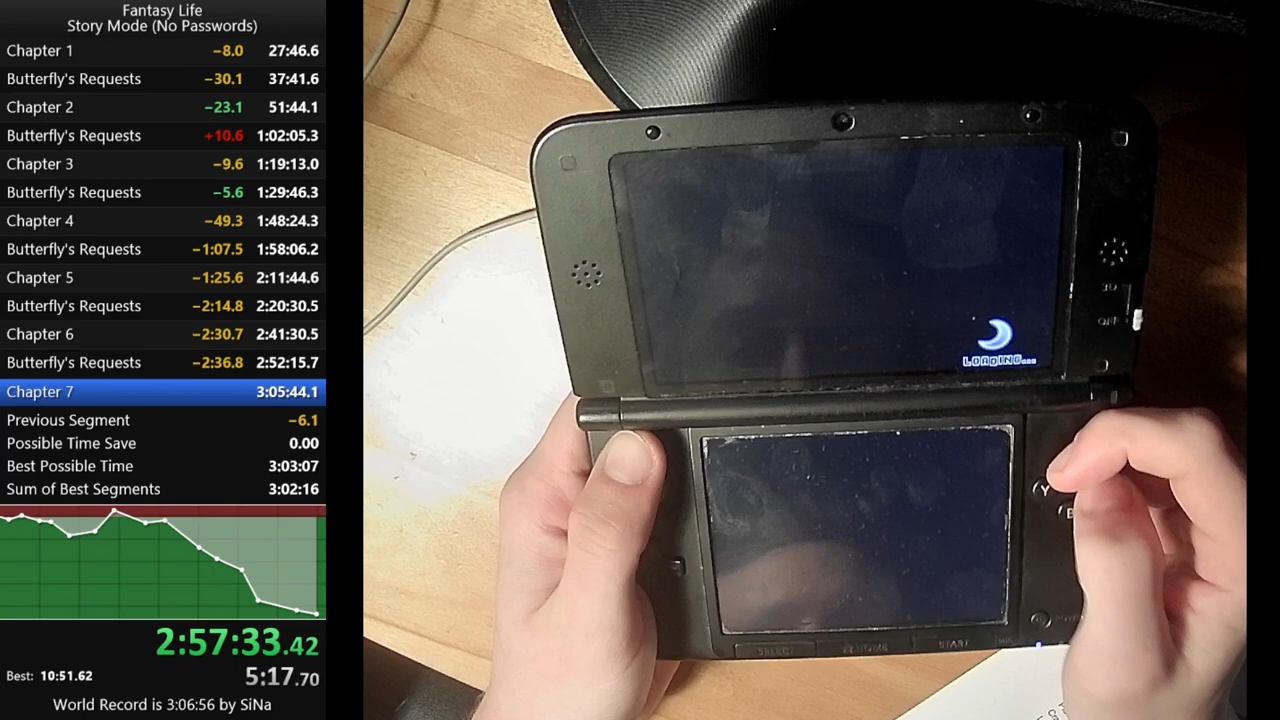 Fantasy Life
Story Mode (No Passwords)
Chapter 1 −8.0 27:46.6
Butterfly's Requests −30.1 37:41.6
Chapter 2 −23.1 51:44.1
Butterfly's Requests +10.6 1:02:05.3
Chapter 3 −9.6 1:19:13.0
Butterfly's Requests −5.6 1:29:46.3
Chapter 4 −49.3 1:48:24.3
Butterfly's Requests −1:07.5 1:58:06.2
Chapter 5 −1:25.6 2:11:44.6
Butterfly's Requests −2:14.8 2:20:30.5
Chapter 6 −2:30.7 2:41:30.5
Butterfly's Requests −2:36.8 2:52:15.7
Chapter 7 3:05:44.1
Previous Segment −6.1
Possible Time Save 0.00
Best Possible Time 3:03:07
Sum of Best Segments 3:02:16
2:57:33.42
Best: 10:51.62 5:17.70
World Record is 3:06:56 by SiNa
3D
OFF
LOADING...
Y
B
SELECT
HOME
START